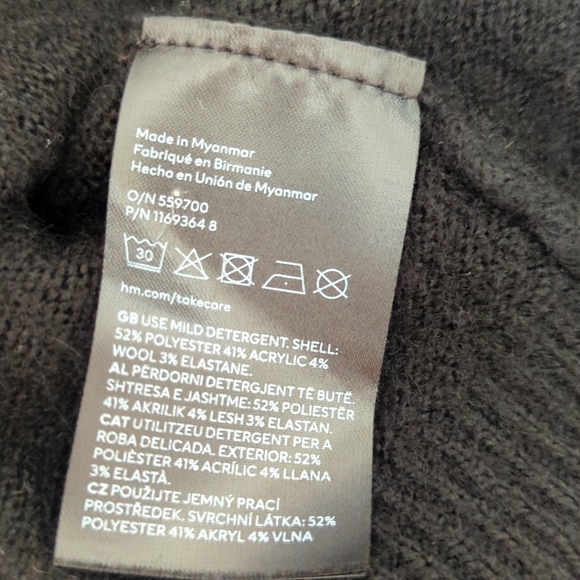 Made in Myanmar
Fabriqué en Birmanie
Hecho en Unión de Myanmar
O/N 559700
P/N 1169364 8
30
hm.com/takecare
GB USE MILD DETERGENT. SHELL:
52% POLYESTER 41% ACRYLIC 4%
WOOL 3% ELASTANE.
AL PËRDORNI DETERGJENT TË BUTË.
SHTRESA E JASHTME: 52% POLIESTËR
41% AKRILIK 4% LESH 3% ELASTAN.
CAT UTILITZEU DETERGENT PER A
ROBA DELICADA. EXTERIOR: 52%
POLIÈSTER 41% ACRÍLIC 4% LLANA
3% ELASTÀ.
CZ POUŽIJTE JEMNÝ PRACÍ
PROSTŘEDEK. SVRCHNÍ LÁTKA: 52%
POLYESTER 41% AKRYL 4% VLNA